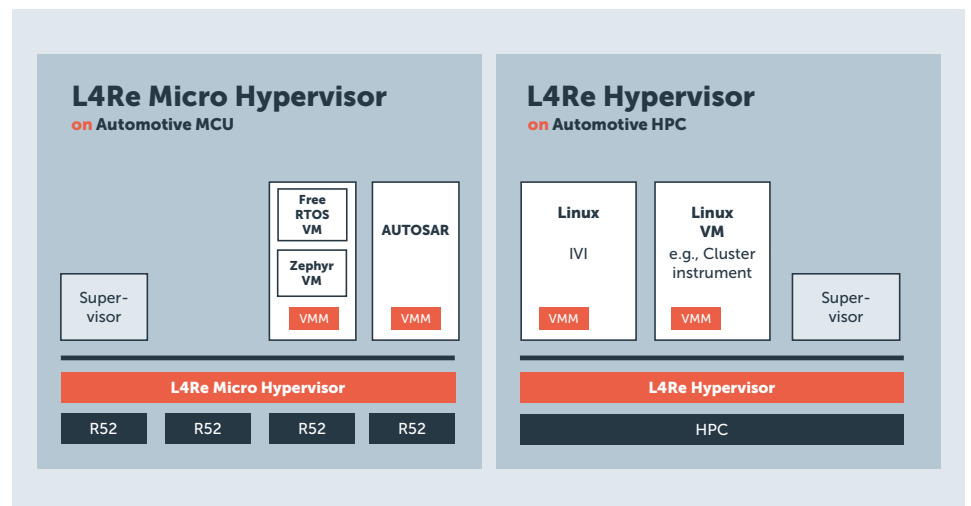 L4Re Micro Hypervisor
on Automotive MCU
Super-
visor
Free
RTOS
VM
Zephyr
VM
VMM
AUTOSAR
VMM
L4Re Micro Hypervisor
R52
R52
R52
R52
L4Re Hypervisor
on Automotive HPC
Linux
IVI
VMM
Linux
VM
e.g., Cluster
instrument
VMM
Super-
visor
L4Re Hypervisor
HPC